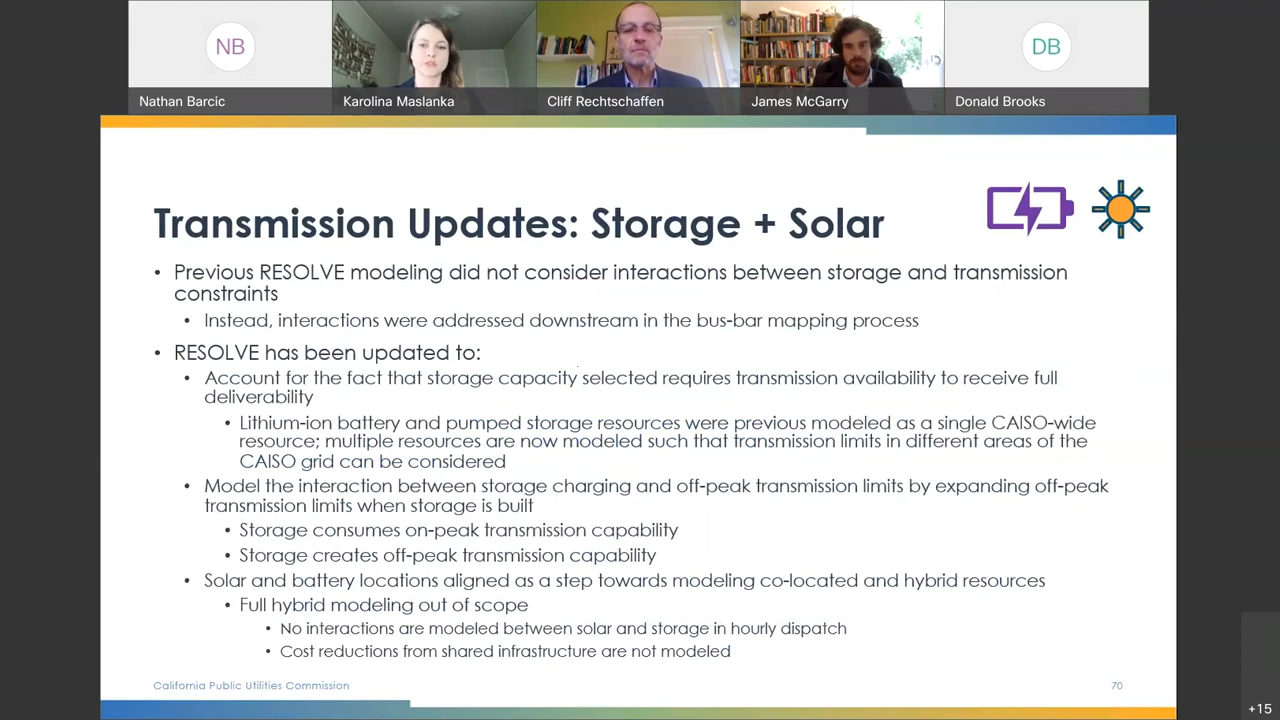 NB
DB
Nathan Barcic
Karolina Maslanka
Cliff Rechtschaffen
James McGarry
Donald Brooks
Transmission Updates: Storage + Solar
• Previous RESOLVE modeling did not consider interactions between storage and transmission
constraints
• Instead, interactions were addressed downstream in the bus-bar mapping process
• RESOLVE has been updated to:
• Account for the fact that storage capacity selected requires transmission availability to receive full
deliverability
• Lithium-ion battery and pumped storage resources were previous modeled as a single CAISO-wide
resource; multiple resources are now modeled such that transmission limits in different areas of the
CAISO grid can be considered
• Model the interaction between storage charging and off-peak transmission limits by expanding off-peak
transmission limits when storage is built
• Storage consumes on-peak transmission capability
• Storage creates off-peak transmission capability
• Solar and battery locations aligned as a step towards modeling co-located and hybrid resources
• Full hybrid modeling out of scope
• No interactions are modeled between solar and storage in hourly dispatch
• Cost reductions from shared infrastructure are not modeled
California Public Utilities Commission
70
+15